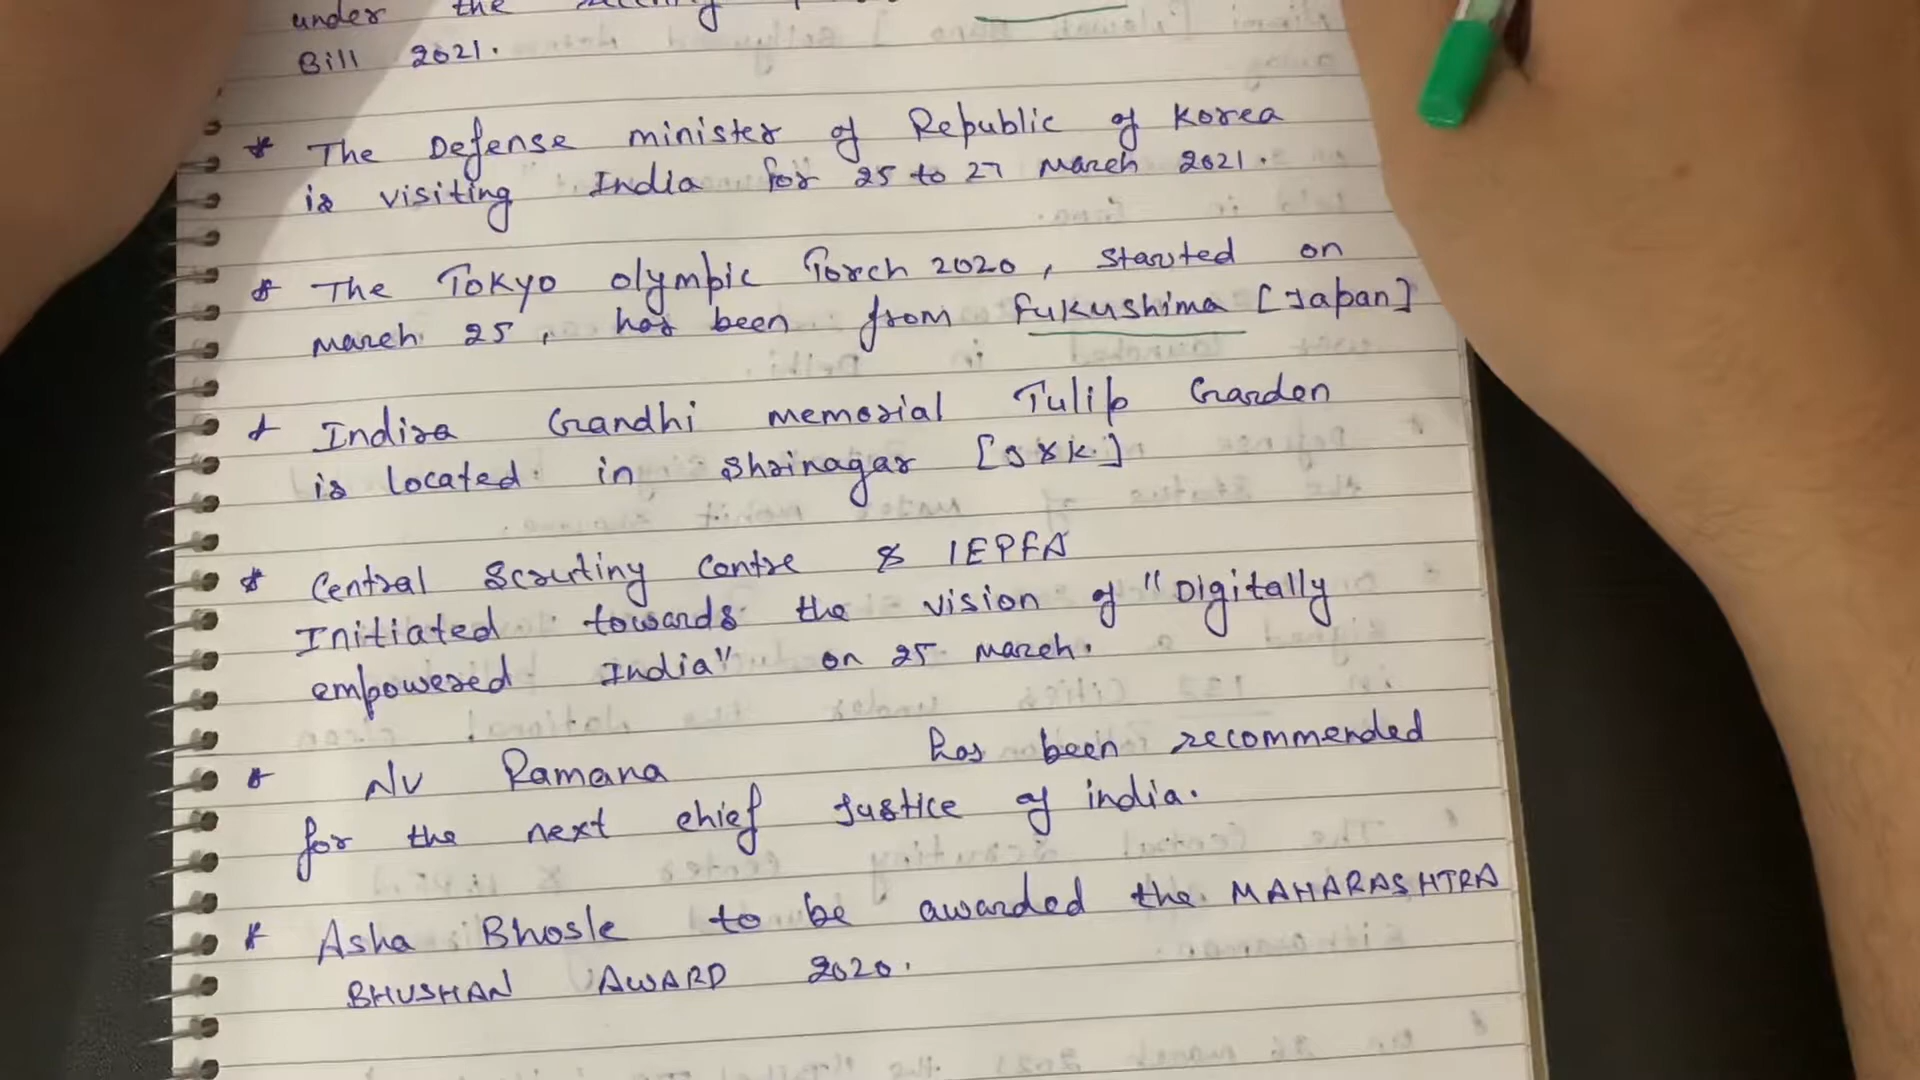 under the
Bill 2021.
* The Defense minister of Republic of Korea
is visiting India for 25 to 27 March 2021.
* The Tokyo olympic Torch 2020, started on
march 25, has been from fukushima [Japan]
* Indira Gandhi memorial Tulip Garden
is located in Shrinagar [J&K]
* Central Scrutiny Centre & IEPFA
Initiated towards the vision of "Digitally
empowered India" on 25 march.
* NV Ramana has been recommended
for the next chief Justice of india.
* Asha Bhosle to be awarded the MAHARASHTRA
BHUSHAN AWARD 2020.